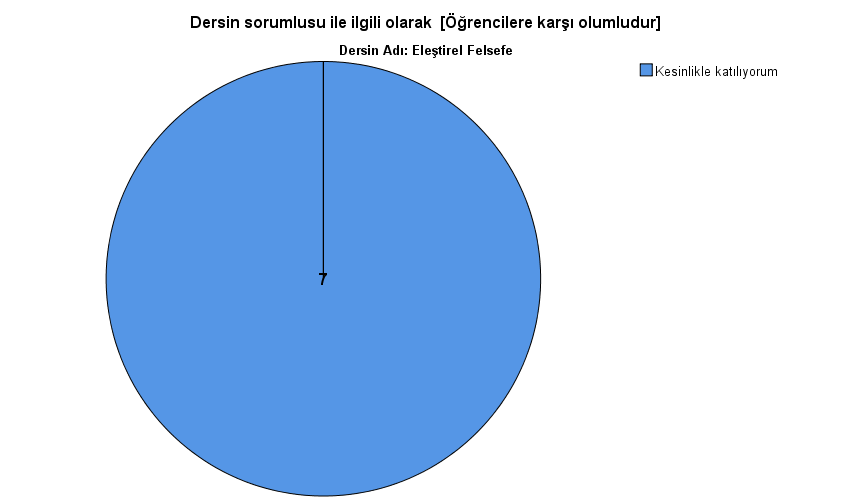 Dersin sorumlusu ile ilgili olarak  [Öğrencilere karşı olumludur]
Dersin Adı: Eleştirel Felsefe
Kesinlikle katılıyorum
7